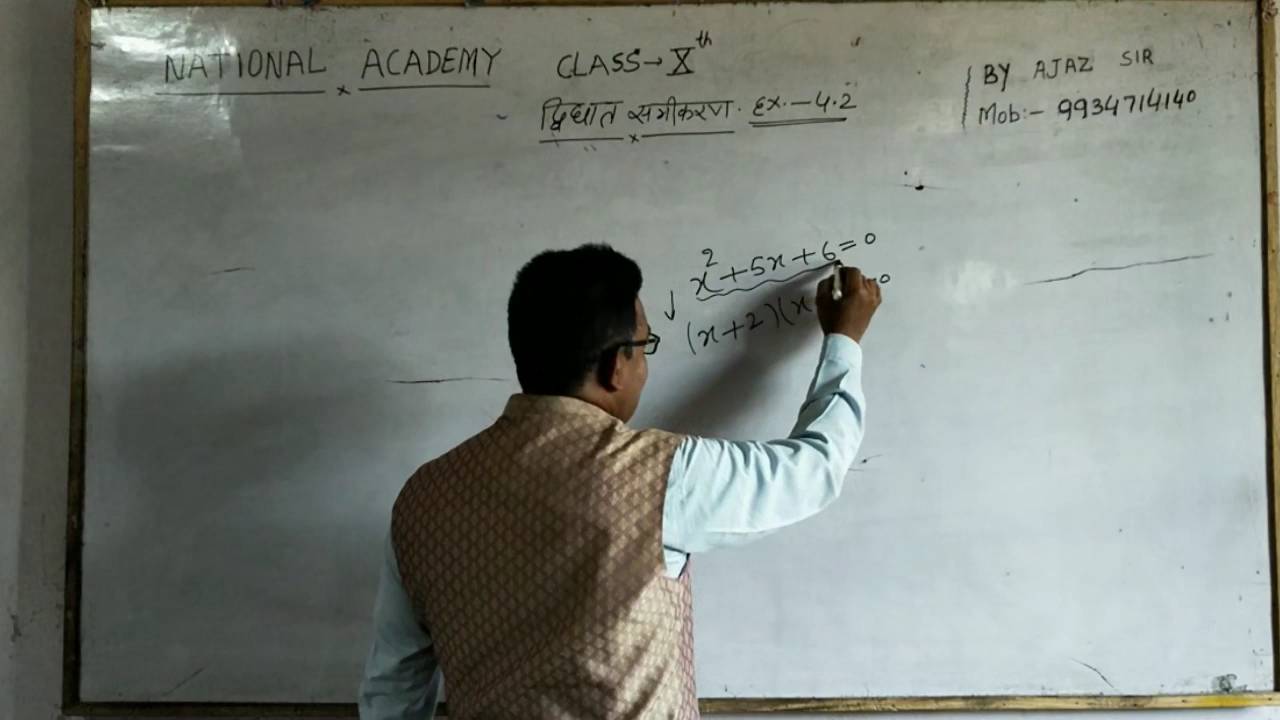 NATIONAL ACADEMY CLASS→X^th
द्विघात समीकरण. Ex.-4.2
BY AJAZ SIR
Mob:- 9934714140
x²+5x+6=0
(x+2)(x =0